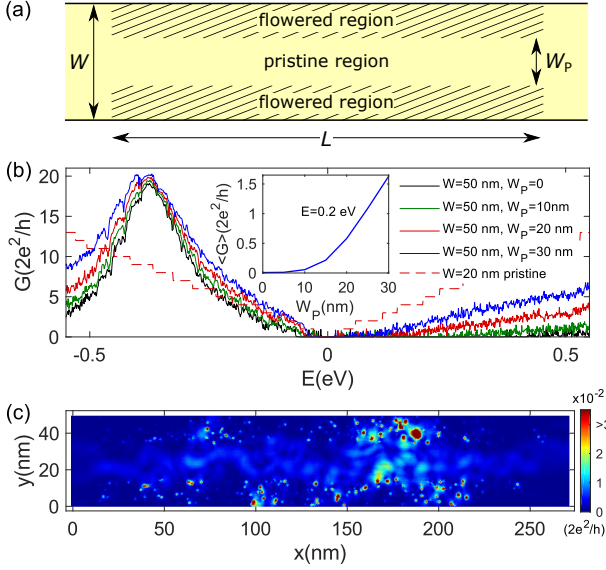 (a)
flowered region
W
pristine region
W_P
flowered region
L
(b)
G(2e²/h)
20
15
10
5
0
-0.5
0
0.5
E(eV)
<G>(2e²/h)
1.5
1
0.5
0
0
10
20
30
E=0.2 eV
W_P(nm)
W=50 nm, W_P=0
W=50 nm, W_P=10nm
W=50 nm, W_P=20 nm
W=50 nm, W_P=30 nm
W=20 nm pristine
(c)
y(nm)
40
20
0
0
50
100
150
200
250
x(nm)
x10⁻²
>3
2
1
0
(2e²/h)